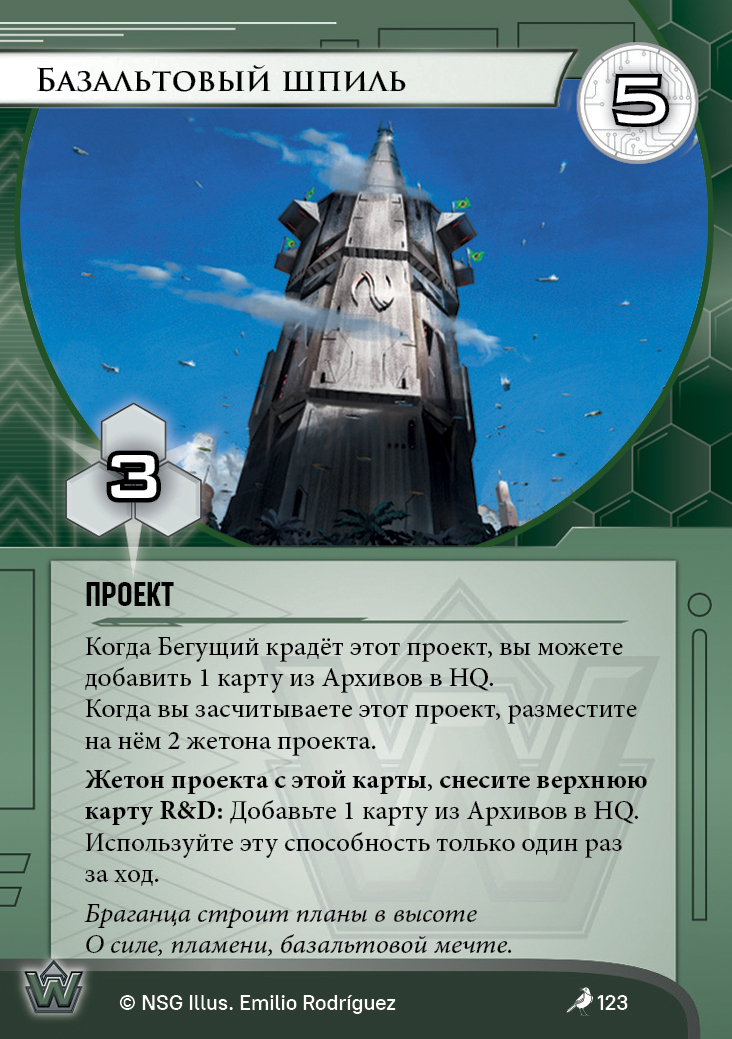 Базальтовый шпиль
5
3
ПРОЕКТ
Когда Бегущий крадёт этот проект, вы можете
добавить 1 карту из Архивов в HQ.
Когда вы засчитываете этот проект, разместите
на нём 2 жетона проекта.
Жетон проекта с этой карты, снесите верхнюю
карту R&D: Добавьте 1 карту из Архивов в HQ.
Используйте эту способность только один раз
за ход.
Браганца строит планы в высоте
О силе, пламени, базальтовой мечте.
W
© NSG Illus. Emilio Rodríguez
123